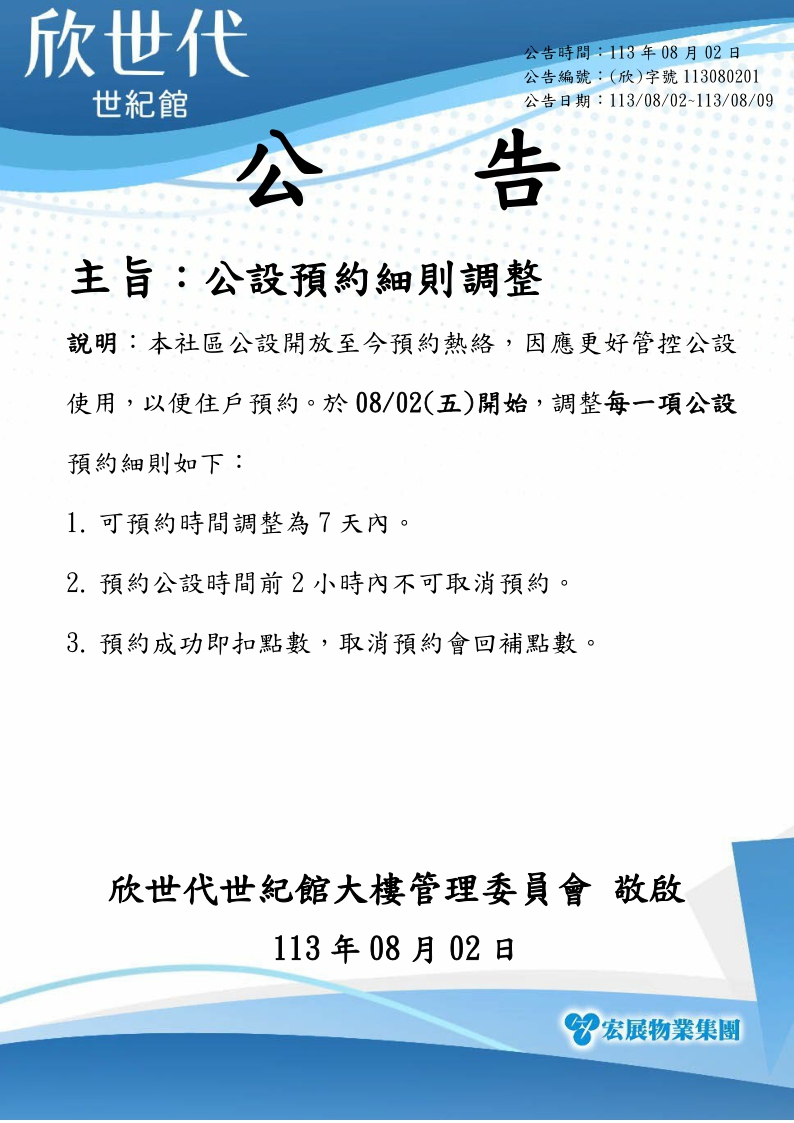 欣世代
世紀館
公告時間：113 年 08 月 02 日
公告編號：(欣)字號 113080201
公告日期：113/08/02~113/08/09
公 告
主旨：公設預約細則調整
說明：本社區公設開放至今預約熱絡，因應更好管控公設
使用，以便住戶預約。於 08/02(五)開始，調整每一項公設
預約細則如下：
1. 可預約時間調整為 7 天內。
2. 預約公設時間前 2 小時內不可取消預約。
3. 預約成功即扣點數，取消預約會回補點數。
欣世代世紀館大樓管理委員會 敬啟
113 年 08 月 02 日
宏展物業集團